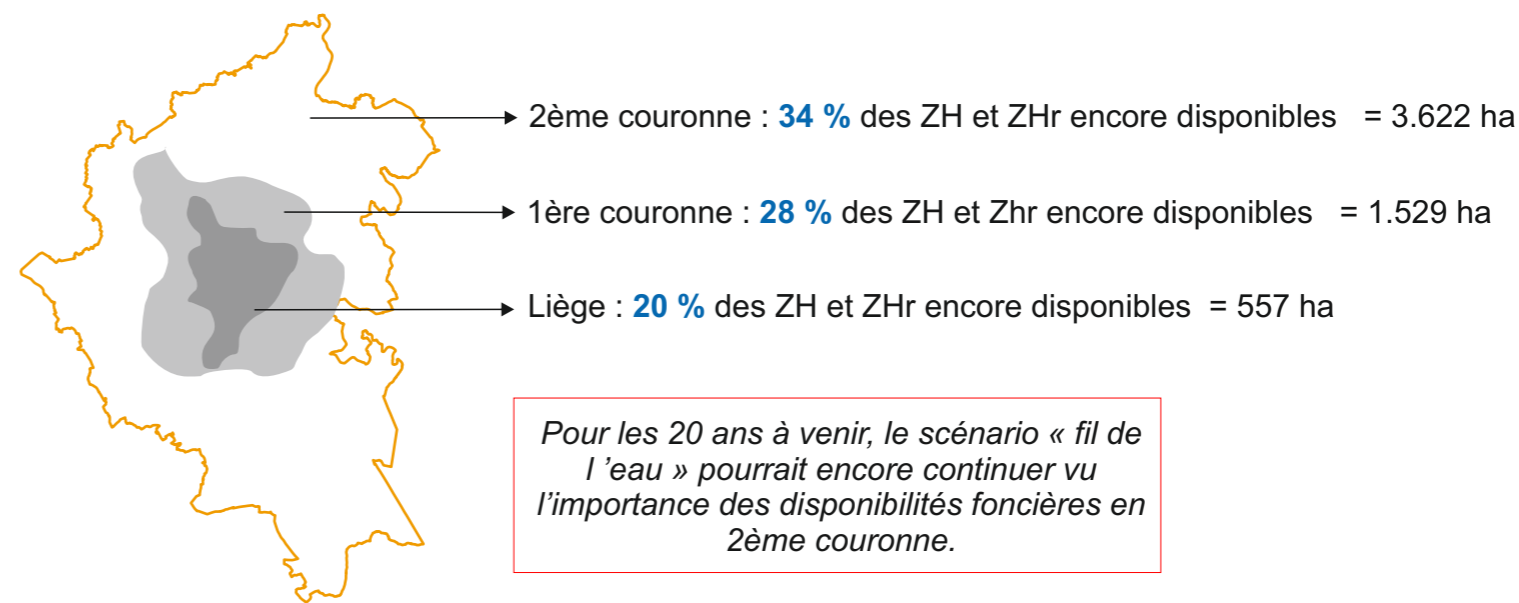 2ème couronne : 34 % des ZH et ZHr encore disponibles = 3.622 ha
1ère couronne : 28 % des ZH et Zhr encore disponibles = 1.529 ha
Liège : 20 % des ZH et ZHr encore disponibles = 557 ha
Pour les 20 ans à venir, le scénario « fil de
l ’eau » pourrait encore continuer vu
l’importance des disponibilités foncières en
2ème couronne.